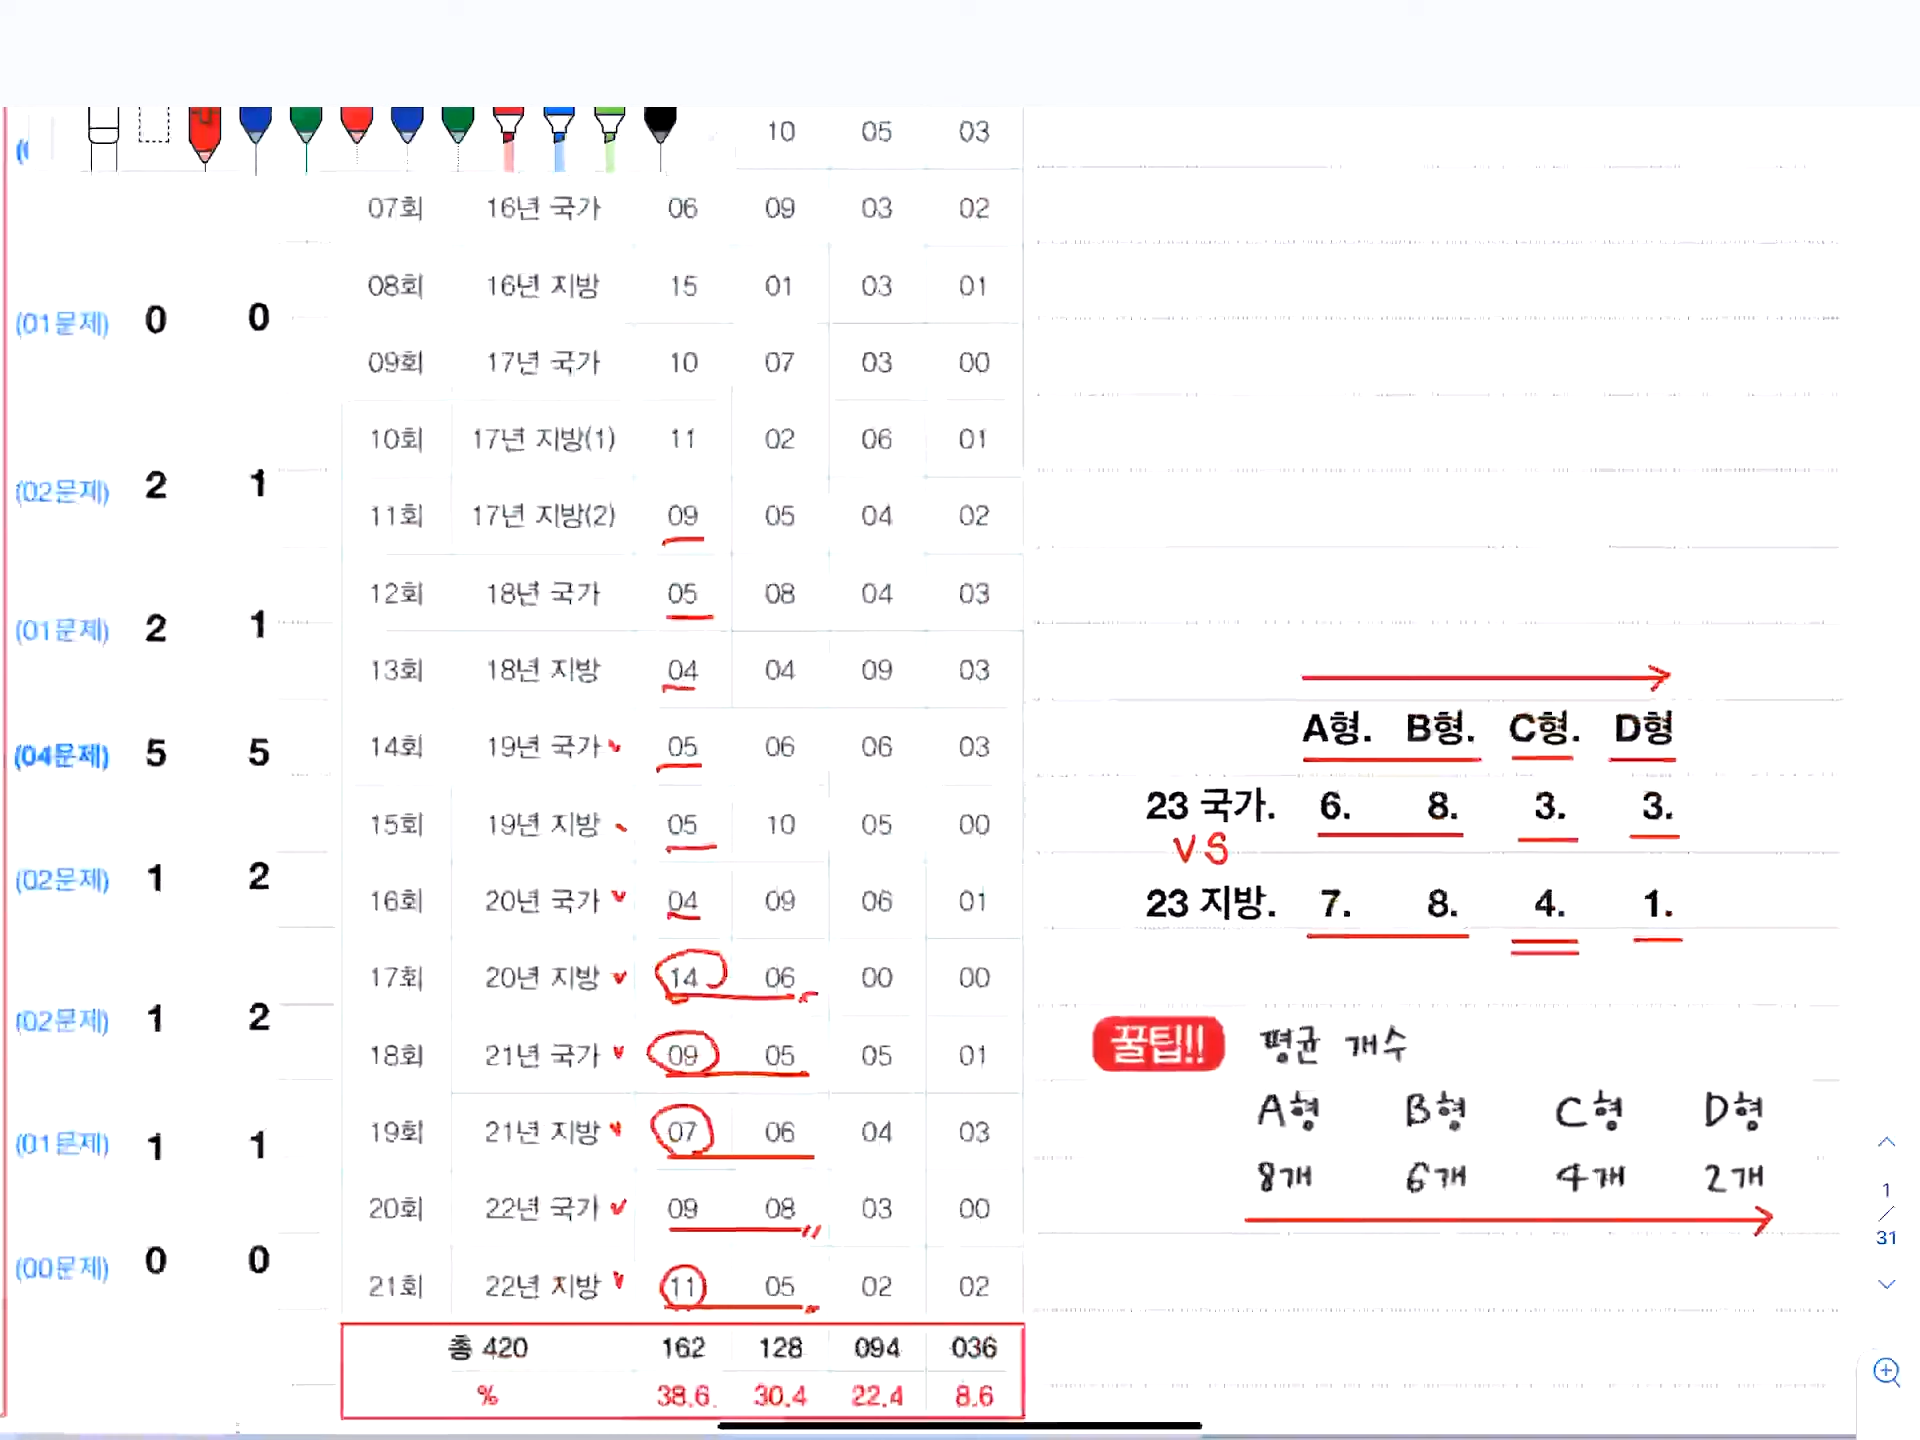 10 05 03
07회 16년 국가 06 09 03 02
08회 16년 지방 15 01 03 01
(01문제) 0 0
09회 17년 국가 10 07 03 00
10회 17년 지방(1) 11 02 06 01
(02문제) 2 1
11회 17년 지방(2) 09 05 04 02
12회 18년 국가 05 08 04 03
(01문제) 2 1
13회 18년 지방 04 04 09 03
14회 19년 국가 05 06 06 03
(04문제) 5 5
15회 19년 지방 05 10 05 00
(02문제) 1 2
16회 20년 국가 04 09 06 01
17회 20년 지방 14 06 00 00
(02문제) 1 2
18회 21년 국가 09 05 05 01
19회 21년 지방 07 06 04 03
(01문제) 1 1
20회 22년 국가 09 08 03 00
(00문제) 0 0
21회 22년 지방 11 05 02 02
총 420 162 128 094 036
% 38.6 30.4 22.4 8.6
A형. B형. C형. D형
23 국가. 6. 8. 3. 3.
VS
23 지방. 7. 8. 4. 1.
꿀팁!! 평균 개수
A형 B형 C형 D형
8개 6개 4개 2개
1
/
31